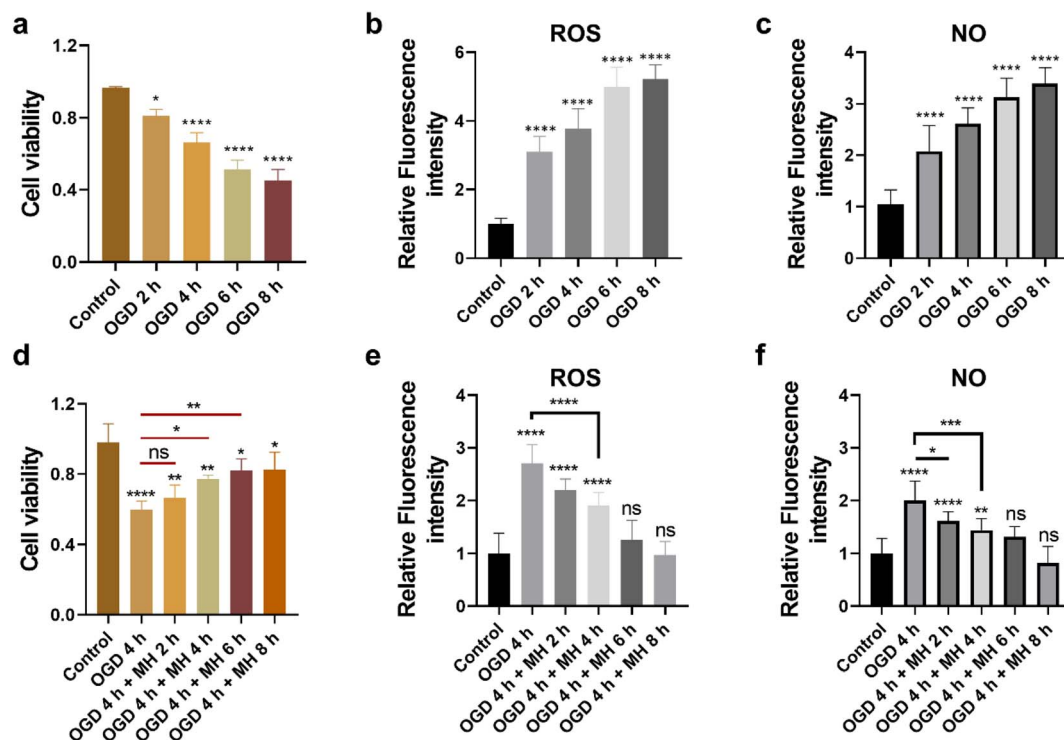 a
Cell viability
1.2
0.8
0.4
0.0
*
****
****
****
Control
OGD 2 h
OGD 4 h
OGD 6 h
OGD 8 h
b
ROS
Relative Fluorescence
intensity
6
4
2
0
****
****
****
****
Control
OGD 2 h
OGD 4 h
OGD 6 h
OGD 8 h
c
NO
Relative Fluorescence
intensity
4
3
2
1
0
****
****
****
****
Control
OGD 2 h
OGD 4 h
OGD 6 h
OGD 8 h
d
Cell viability
1.2
0.8
0.4
0.0
**
*
ns
****
**
**
*
*
Control
OGD 4 h
OGD 4 h + MH 2 h
OGD 4 h + MH 4 h
OGD 4 h + MH 6 h
OGD 4 h + MH 8 h
e
ROS
Relative Fluorescence
intensity
4
3
2
1
0
****
****
****
****
ns
ns
Control
OGD 4 h
OGD 4 h + MH 2 h
OGD 4 h + MH 4 h
OGD 4 h + MH 6 h
OGD 4 h + MH 8 h
f
NO
Relative Fluorescence
intensity
4
3
2
1
0
***
*
****
****
**
ns
ns
Control
OGD 4 h
OGD 4 h + MH 2 h
OGD 4 h + MH 4 h
OGD 4 h + MH 6 h
OGD 4 h + MH 8 h